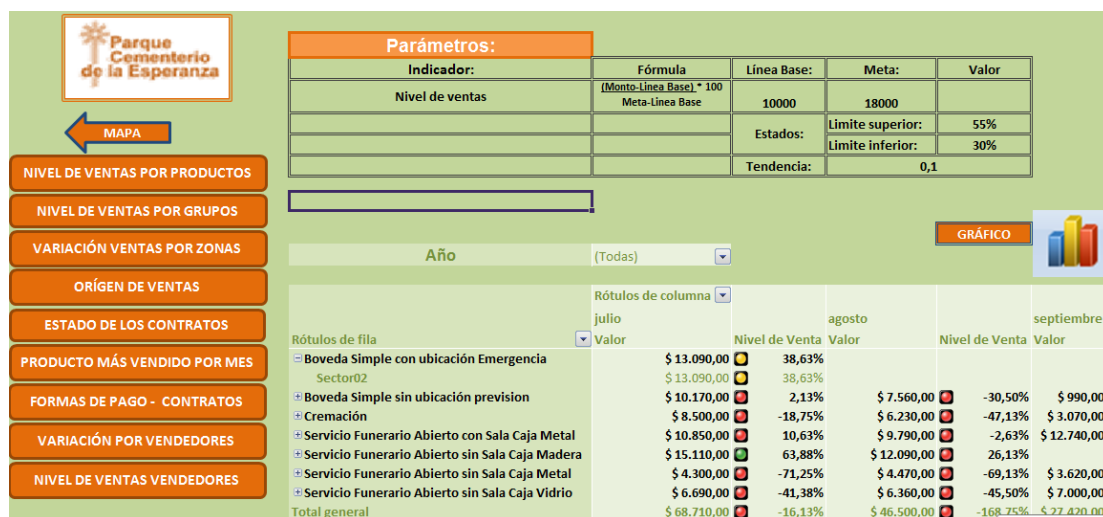 Parque
Cementerio
de la Esperanza
MAPA
NIVEL DE VENTAS POR PRODUCTOS
NIVEL DE VENTAS POR GRUPOS
VARIACIÓN VENTAS POR ZONAS
ORÍGEN DE VENTAS
ESTADO DE LOS CONTRATOS
PRODUCTO MÁS VENDIDO POR MES
FORMAS DE PAGO - CONTRATOS
VARIACIÓN POR VENDEDORES
NIVEL DE VENTAS VENDEDORES
Parámetros:
Indicador: Fórmula Línea Base: Meta: Valor
Nivel de ventas (Monto-Linea Base) * 100 10000 18000
Meta-Linea Base
Estados: Limite superior: 55%
Limite inferior: 30%
Tendencia: 0,1
GRÁFICO
Año (Todas)
Rótulos de columna
julio agosto septiembre
Rótulos de fila Valor Nivel de Venta Valor Nivel de Venta Valor
Boveda Simple con ubicación Emergencia $ 13.090,00 38,63%
Sector02 $ 13.090,00 38,63%
Boveda Simple sin ubicación prevision $ 10.170,00 2,13% $ 7.560,00 -30,50% $ 990,00
Cremación $ 8.500,00 -18,75% $ 6.230,00 -47,13% $ 3.070,00
Servicio Funerario Abierto con Sala Caja Metal $ 10.850,00 10,63% $ 9.790,00 -2,63% $ 12.740,00
Servicio Funerario Abierto sin Sala Caja Madera $ 15.110,00 63,88% $ 12.090,00 26,13%
Servicio Funerario Abierto sin Sala Caja Metal $ 4.300,00 -71,25% $ 4.470,00 -69,13% $ 3.620,00
Servicio Funerario Abierto sin Sala Caja Vidrio $ 6.690,00 -41,38% $ 6.360,00 -45,50% $ 7.000,00
Total general $ 68.710,00 -16,13% $ 46.500,00 -168,75% $ 27.420,00